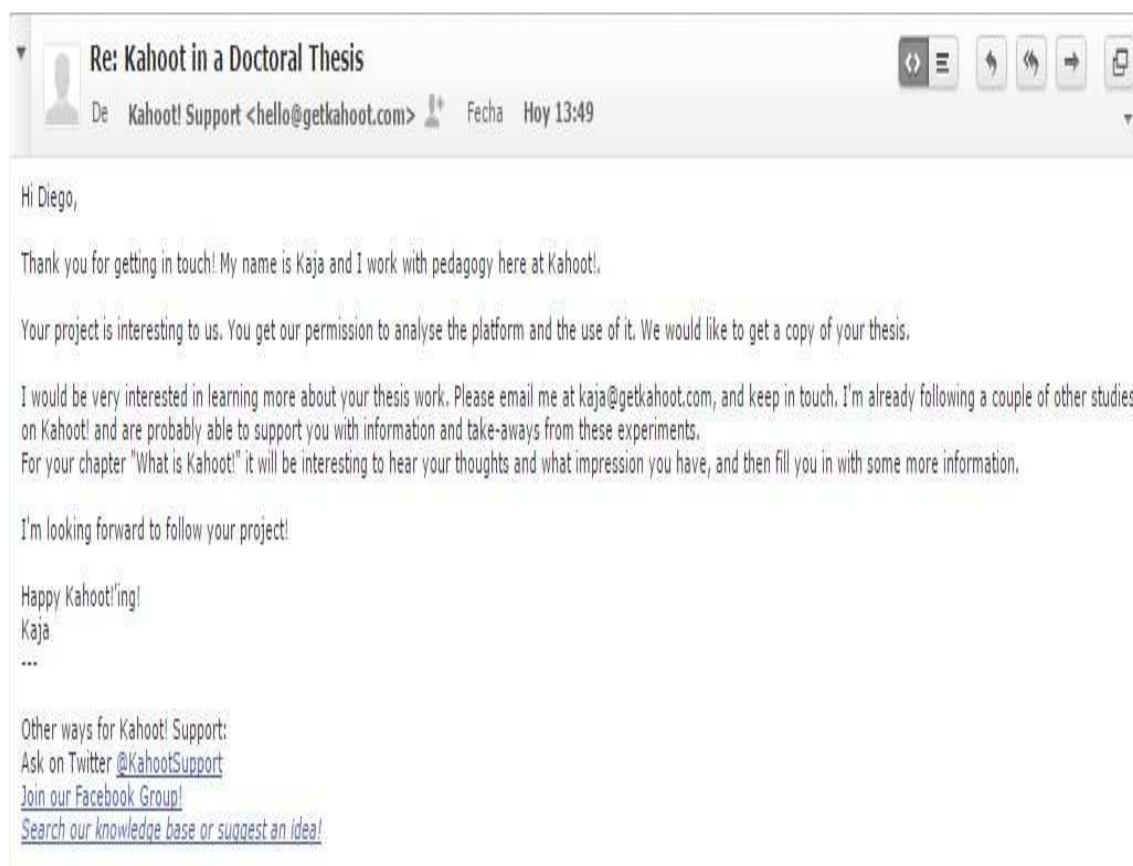 Re: Kahoot in a Doctoral Thesis
De Kahoot! Support <hello@getkahoot.com> Fecha Hoy 13:49
Hi Diego,
Thank you for getting in touch! My name is Kaja and I work with pedagogy here at Kahoot!.
Your project is interesting to us. You get our permission to analyse the platform and the use of it. We would like to get a copy of your thesis.
I would be very interested in learning more about your thesis work. Please email me at kaja@getkahoot.com, and keep in touch. I'm already following a couple of other studies
on Kahoot! and are probably able to support you with information and take-aways from these experiments.
For your chapter "What is Kahoot!" it will be interesting to hear your thoughts and what impression you have, and then fill you in with some more information.
I'm looking forward to follow your project!
Happy Kahoot!'ing!
Kaja
---
Other ways for Kahoot! Support:
Ask on Twitter @KahootSupport
Join our Facebook Group!
Search our knowledge base or suggest an idea!